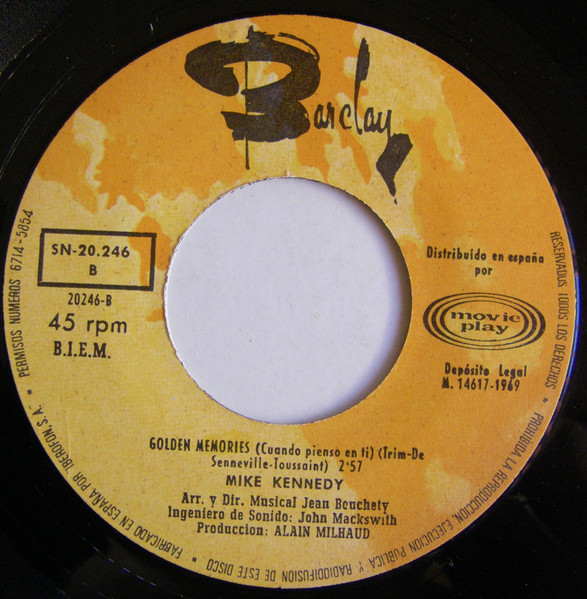 Barclay
SN-20.246
B
20246-B
45 rpm
B.I.E.M.
Distribuido en españa
por
movie
play
Depósito Legal
M. 14617-1969
GOLDEN MEMORIES (Cuando pienso en ti) (Trim-De
Senneville-Toussaint) 2'57
MIKE KENNEDY
Arr. y Dir. Musical Jean Bouchety
Ingeniero de Sonido: John Mackswith
Produccion: ALAIN MILHAUD
FABRICADO EN ESPAÑA POR IBEROFON, S.A. • PERMISOS NUMEROS 6714-5854
RESERVADOS TODOS LOS DERECHOS • PROHIBIDA LA REPRODUCCION, EJECUCION PUBLICA Y RADIODIFUSION DE ESTE DISCO •